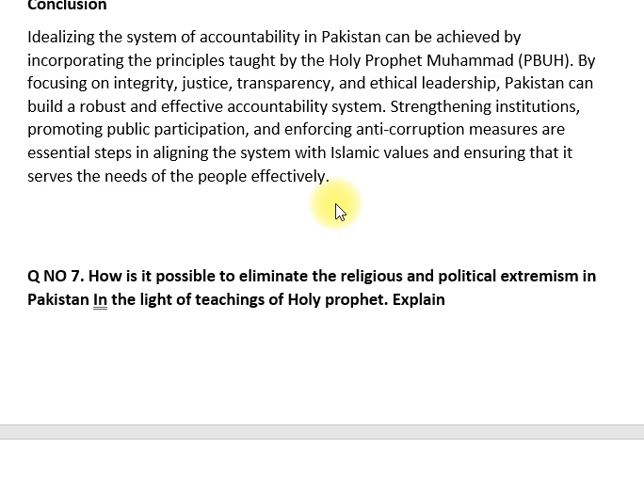 Conclusion
Idealizing the system of accountability in Pakistan can be achieved by
incorporating the principles taught by the Holy Prophet Muhammad (PBUH). By
focusing on integrity, justice, transparency, and ethical leadership, Pakistan can
build a robust and effective accountability system. Strengthening institutions,
promoting public participation, and enforcing anti-corruption measures are
essential steps in aligning the system with Islamic values and ensuring that it
serves the needs of the people effectively.
Q NO 7. How is it possible to eliminate the religious and political extremism in
Pakistan In the light of teachings of Holy prophet. Explain